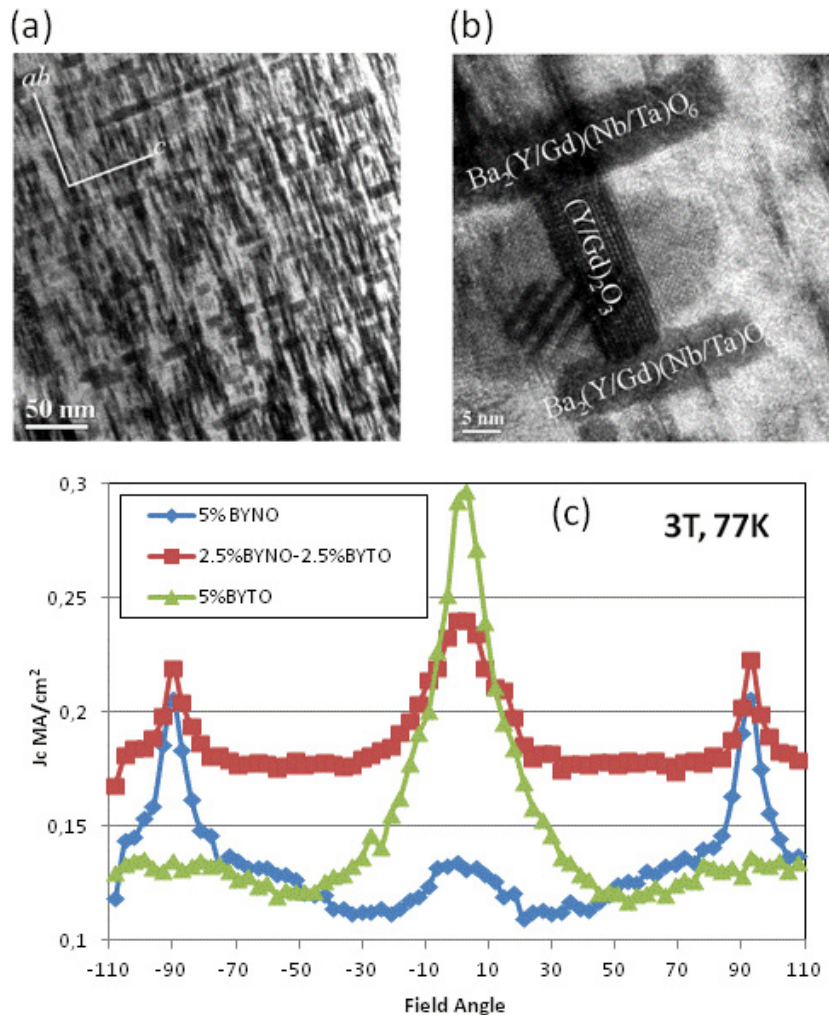 (a)
(b)
ab
c
50 nm
Ba₂(Y/Gd)(Nb/Ta)O₆
(Y/Gd)₂O₃
Ba₂(Y/Gd)(Nb/Ta)O
5 nm
(c)
3T, 77K
5% BYNO
2.5%BYNO-2.5%BYTO
5%BYTO
0,3
0,25
0,2
0,15
0,1
Jc MA/cm²
-110 -90 -70 -50 -30 -10 10 30 50 70 90 110
Field Angle